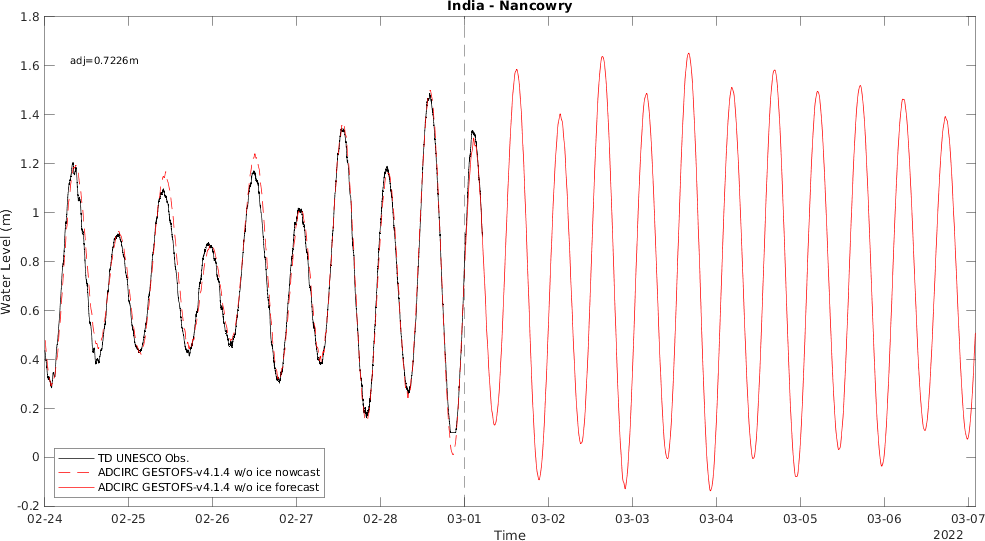 India - Nancowry
adj=0.7226m
Water Level (m)
1.8
1.6
1.4
1.2
1
0.8
0.6
0.4
0.2
0
-0.2
TD UNESCO Obs.
ADCIRC GESTOFS-v4.1.4 w/o ice nowcast
ADCIRC GESTOFS-v4.1.4 w/o ice forecast
02-24 02-25 02-26 02-27 02-28 03-01 03-02 03-03 03-04 03-05 03-06 03-07
Time
2022